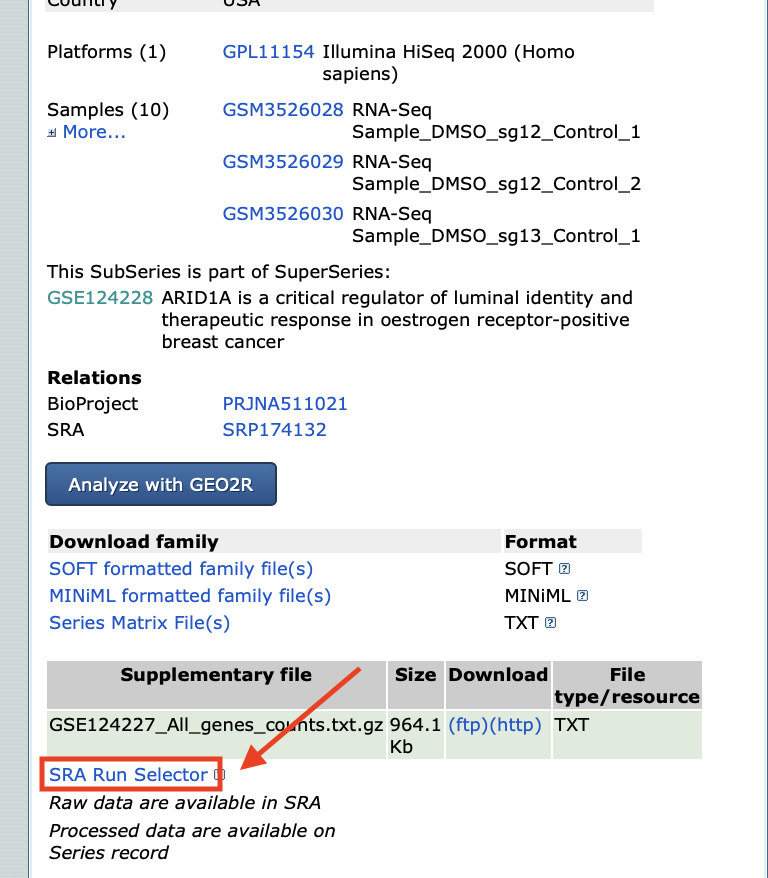 Country USA
Platforms (1) GPL11154 Illumina HiSeq 2000 (Homo
sapiens)
Samples (10) GSM3526028 RNA-Seq
More... Sample_DMSO_sg12_Control_1
GSM3526029 RNA-Seq
Sample_DMSO_sg12_Control_2
GSM3526030 RNA-Seq
Sample_DMSO_sg13_Control_1
This SubSeries is part of SuperSeries:
GSE124228 ARID1A is a critical regulator of luminal identity and
therapeutic response in oestrogen receptor-positive
breast cancer
Relations
BioProject PRJNA511021
SRA SRP174132
Analyze with GEO2R
Download family Format
SOFT formatted family file(s) SOFT ?
MINiML formatted family file(s) MINiML ?
Series Matrix File(s) TXT ?
Supplementary file Size Download File
type/resource
GSE124227_All_genes_counts.txt.gz 964.1 (ftp)(http) TXT
Kb
SRA Run Selector ?
Raw data are available in SRA
Processed data are available on
Series record